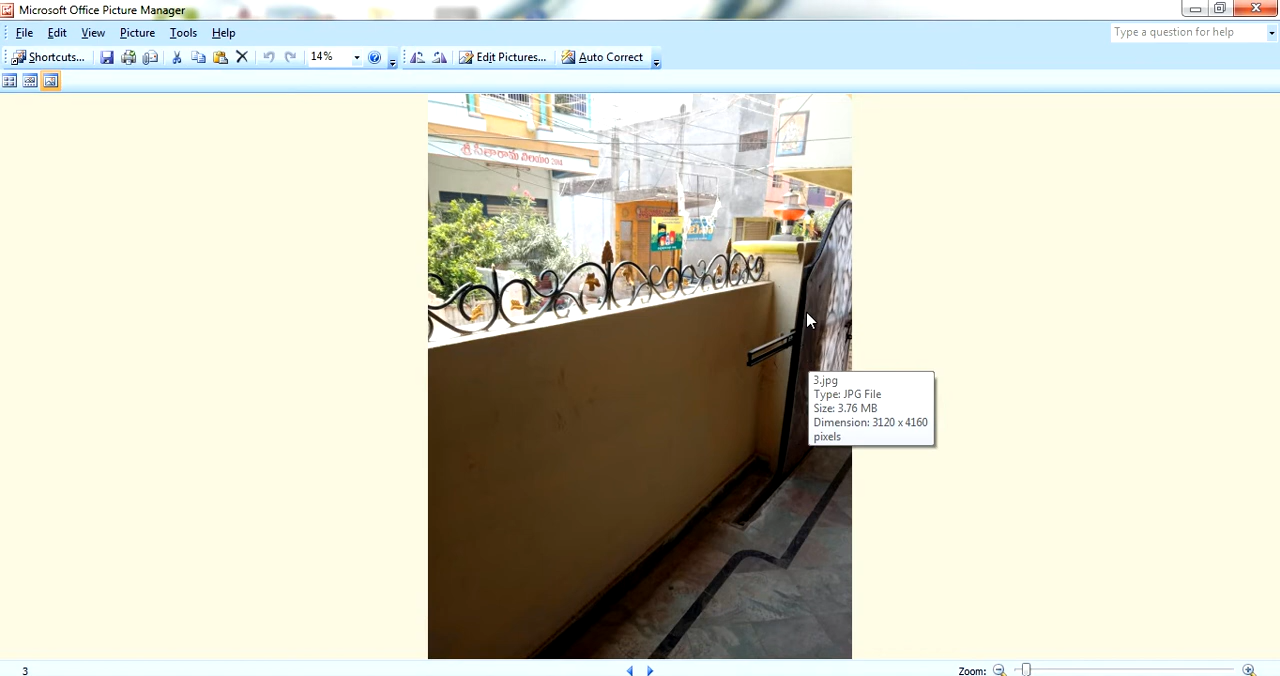 Microsoft Office Picture Manager
File Edit View Picture Tools Help
Type a question for help
Shortcuts... 14% Edit Pictures... Auto Correct
శ్రీ సీతారామ నిలయం
3.jpg
Type: JPG File
Size: 3.76 MB
Dimension: 3120 x 4160
pixels
3
Zoom: